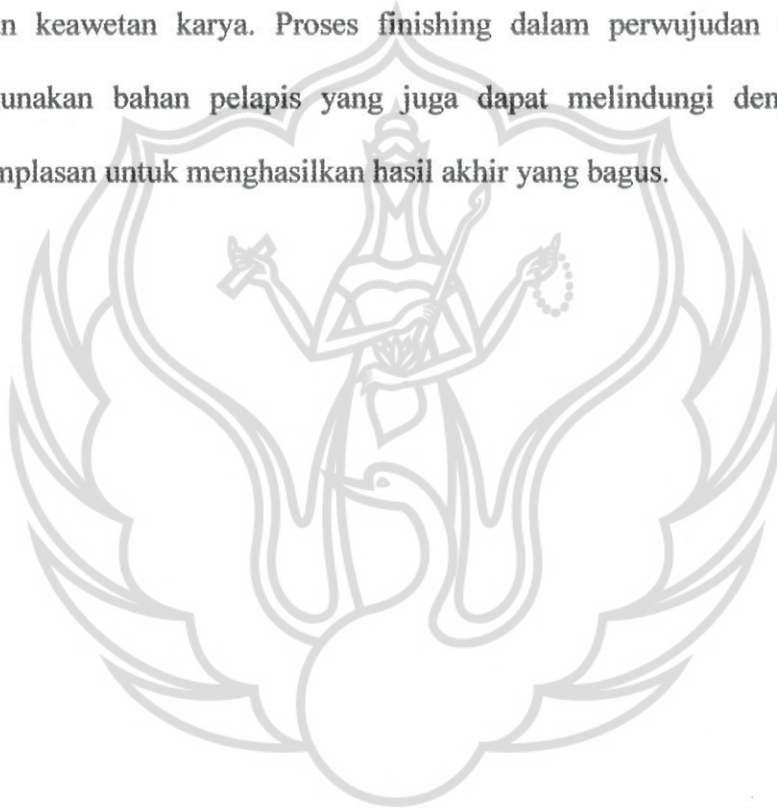 n keawetan karya. Proses finishing dalam perwujudan
unakan bahan pelapis yang juga dapat melindungi den
mplasan untuk menghasilkan hasil akhir yang bagus.